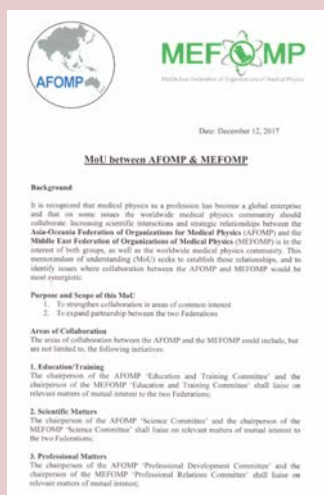 AFOMP
MEFOMP
Middle East Federation of Organizations of Medical Physics
Date: December 12, 2017
MoU between AFOMP & MEFOMP
Background
It is recognized that medical physics as a profession has become a global enterprise
and that on some issues the worldwide medical physics community should
collaborate. Increasing scientific interactions and strategic relationships between the
Asia-Oceania Federation of Organizations for Medical Physics (AFOMP) and the
Middle East Federation of Organizations of Medical Physics (MEFOMP) is in the
interest of both groups, as well as the worldwide medical physics community. This
memorandum of understanding (MoU) seeks to establish these relationships, and to
identify issues where collaboration between the AFOMP and MEFOMP would be
most synergistic.
Purpose and Scope of this MoU
1. To strengthen collaboration in areas of common interest
2. To expand partnership between the two Federations
Areas of Collaboration
The areas of collaboration between the AFOMP and the MEFOMP could include, but
are not limited to, the following initiatives:
1. Education/Training
The chairperson of the AFOMP 'Education and Training Committee' and the
chairperson of the MEFOMP 'Education and Training Committee' shall liaise on
relevant matters of mutual interest to the two Federations;
2. Scientific Matters
The chairperson of the AFOMP 'Science Committee' and the chairperson of the
MEFOMP 'Science Committee' shall liaise on relevant matters of mutual interest to
the two Federations;
3. Professional Matters
The chairperson of the AFOMP 'Professional Development Committee' and the
chairperson of the MEFOMP 'Professional Relations Committee' shall liaise on
relevant matters of mutual interest;